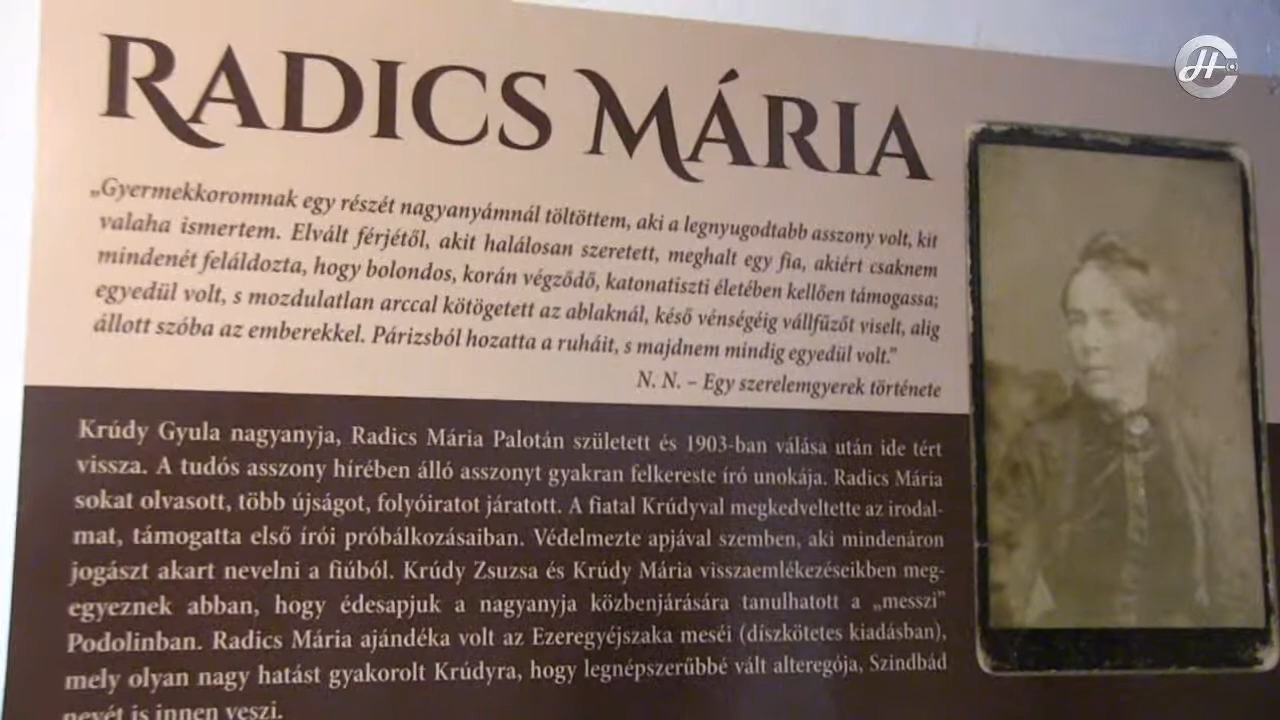 RADICS MÁRIA
„Gyermekkoromnak egy részét nagyanyámnál töltöttem, aki a legnyugodtabb asszony volt, kit
valaha ismertem. Elvált férjétől, akit halálosan szeretett, meghalt egy fia, akiért csaknem
mindenét feláldozta, hogy bolondos, korán végződő, katonatiszti életében kellően támogassa;
egyedül volt, s mozdulatlan arccal kötögetett az ablaknál, késő vénségéig vállfűzőt viselt, alig
állott szóba az emberekkel. Párizsból hozatta a ruháit, s majdnem mindig egyedül volt.”
N. N. – Egy szerelemgyerek története
Krúdy Gyula nagyanyja, Radics Mária Palotán született és 1903-ban válása után ide tért
vissza. A tudós asszony hírében álló asszonyt gyakran felkereste író unokája. Radics Mária
sokat olvasott, több újságot, folyóiratot járatott. A fiatal Krúdyval megkedveltette az irodal-
mat, támogatta első írói próbálkozásaiban. Védelmezte apjával szemben, aki mindenáron
jogászt akart nevelni a fiúból. Krúdy Zsuzsa és Krúdy Mária visszaemlékezéseikben meg-
egyeznek abban, hogy édesapjuk a nagyanyja közbenjárására tanulhatott a „messzi”
Podolinban. Radics Mária ajándéka volt az Ezeregyéjszaka meséi (díszkötetes kiadásban),
mely olyan nagy hatást gyakorolt Krúdyra, hogy legnépszerűbbé vált alteregója, Szindbád
nevét is innen veszi.